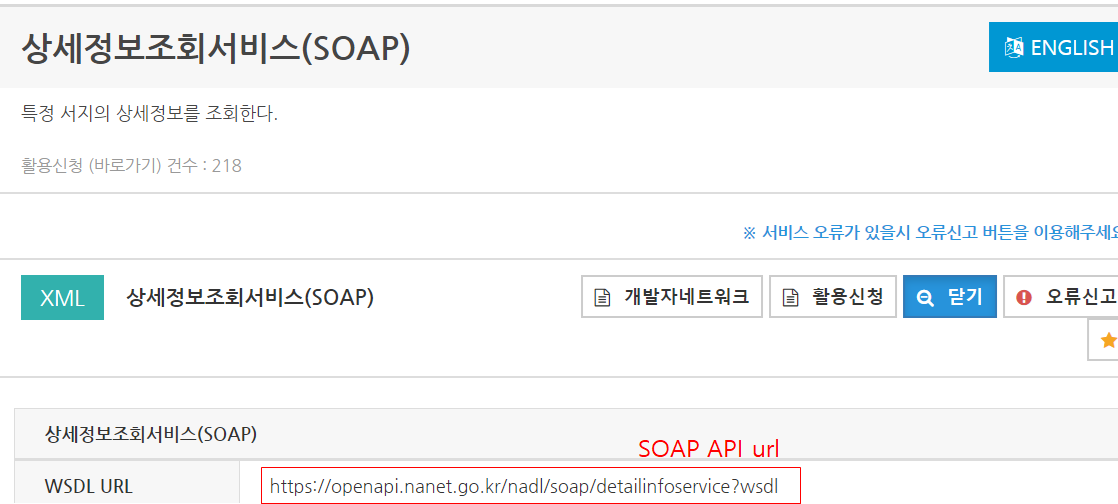 상세정보조회서비스(SOAP)
ENGLISH
특정 서지의 상세정보를 조회한다.
활용신청 (바로가기) 건수 : 218
※ 서비스 오류가 있을시 오류신고 버튼을 이용해주세요
XML 상세정보조회서비스(SOAP) 개발자네트워크 활용신청 닫기 오류신고
상세정보조회서비스(SOAP)
SOAP API url
WSDL URL https://openapi.nanet.go.kr/nadl/soap/detailinfoservice?wsdl